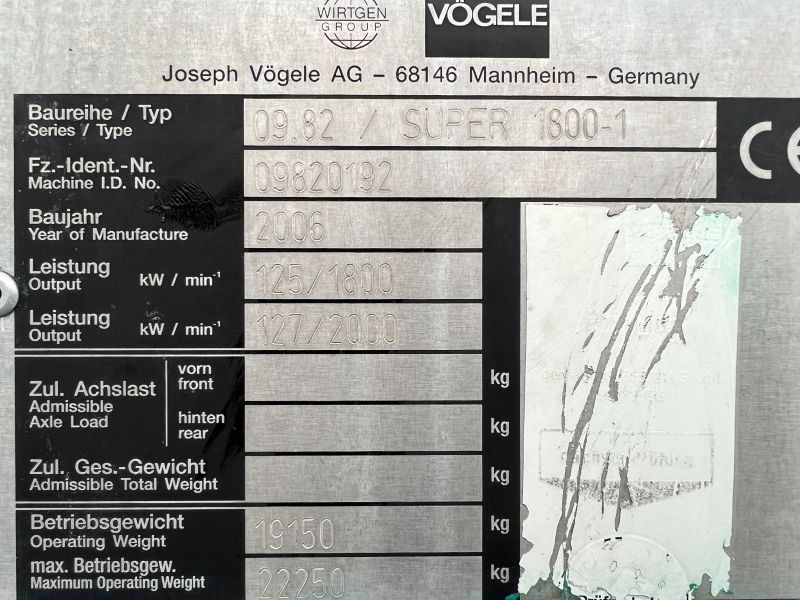 WIRTGEN
GROUP
VÖGELE
Joseph Vögele AG – 68146 Mannheim – Germany
Baureihe / Typ
Series / Type
09.82 / SUPER 1800-1
CE
Fz.-Ident.-Nr.
Machine I.D. No.
09820192
Baujahr
Year of Manufacture
2006
Leistung
Output
kW / min⁻¹
125/1800
Leistung
Output
kW / min⁻¹
127/2000
Zul. Achslast
Admissible
Axle Load
vorn
front
kg
hinten
rear
kg
Zul. Ges.-Gewicht
Admissible Total Weight
kg
Betriebsgewicht
Operating Weight
19150
kg
max. Betriebsgew.
Maximum Operating Weight
22250
kg